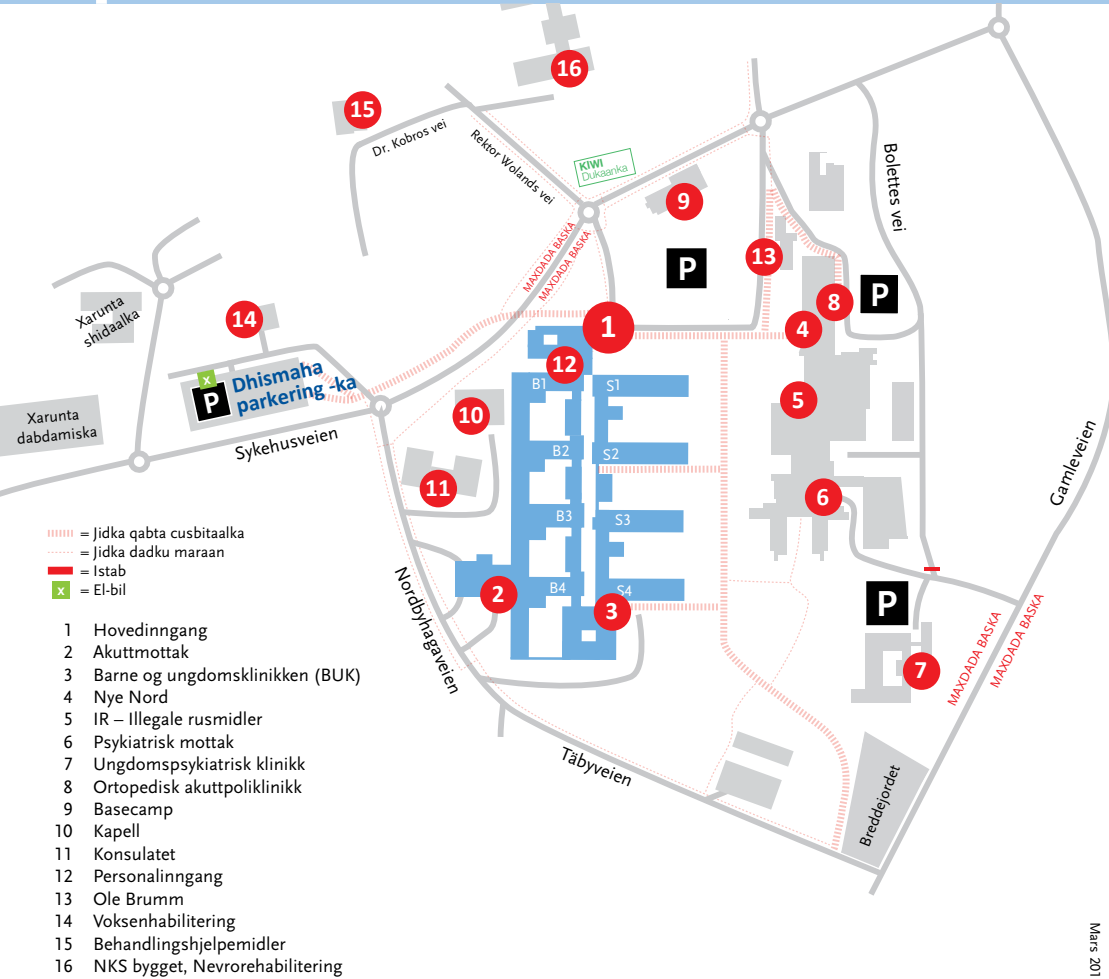 16
15
Dr. Kobros vei
Rektor Wolands vei
KIWI
Dukaanka
Bolettes vei
9
MAXDADA BASKA
MAXDADA BASKA
P
13
8
P
Xarunta
shidaalka
14
1
4
12
x
P
Dhismaha
parkering -ka
B1
S1
Xarunta
dabdamiska
10
5
Sykehusveien
B2
S2
Gamleveien
11
6
B3
S3
= Jidka qabta cusbitaalka
= Jidka dadku maraan
= Istab
x = El-bil
Nordbyhagaveien
2
B4
S4
3
P
MAXDADA BASKA
MAXDADA BASKA
7
Täbyveien
Breddejordet
1 Hovedinngang
2 Akuttmottak
3 Barne og ungdomsklinikken (BUK)
4 Nye Nord
5 IR – Illegale rusmidler
6 Psykiatrisk mottak
7 Ungdomspsykiatrisk klinikk
8 Ortopedisk akuttpoliklinikk
9 Basecamp
10 Kapell
11 Konsulatet
12 Personalinngang
13 Ole Brumm
14 Voksenhabilitering
15 Behandlingshjelpemidler
16 NKS bygget, Nevrorehabilitering
Mars 201